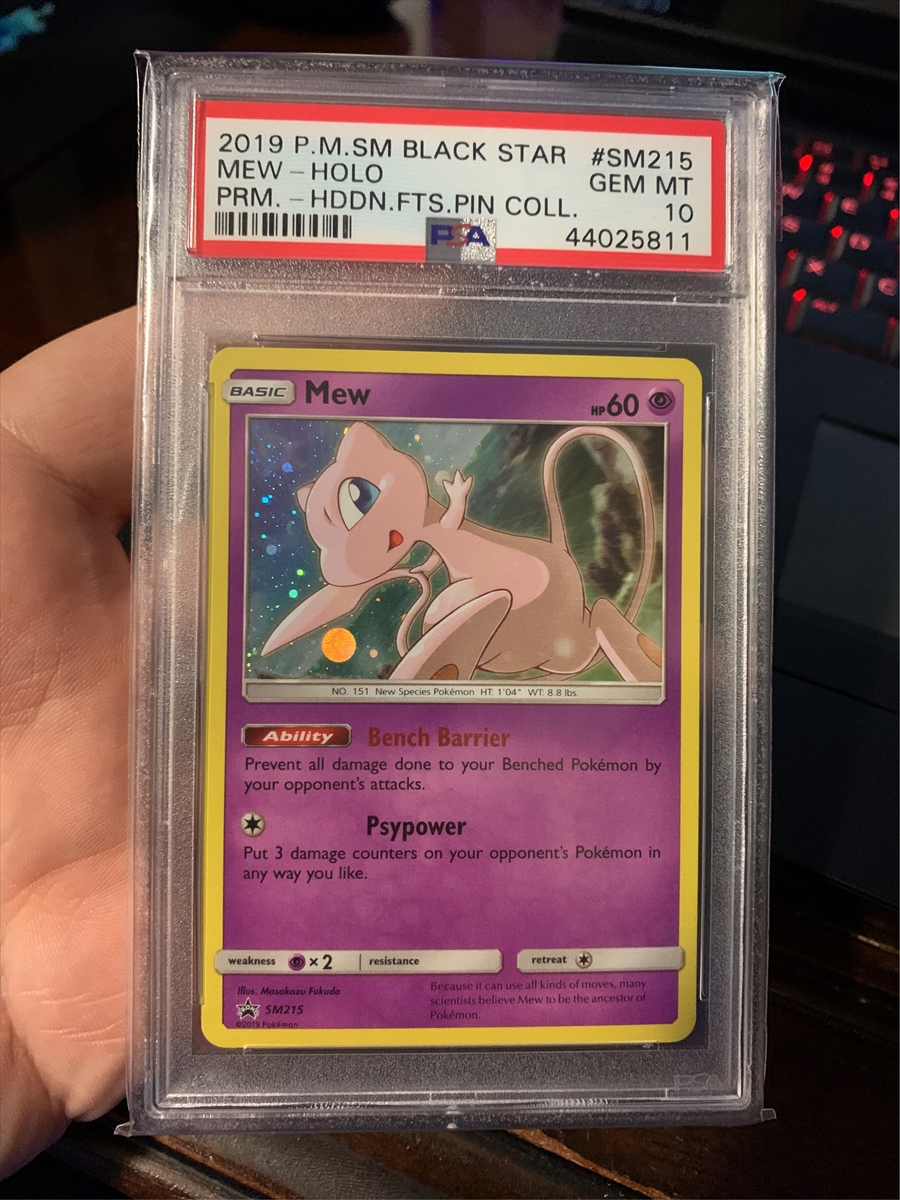 2019 P.M.SM BLACK STAR #SM215
MEW - HOLO GEM MT
PRM. - HDDN.FTS.PIN COLL. 10
PSA 44025811
BASIC Mew HP60
NO. 151 New Species Pokémon HT: 1'04" WT: 8.8 lbs.
Ability Bench Barrier
Prevent all damage done to your Benched Pokémon by
your opponent's attacks.
Psypower
Put 3 damage counters on your opponent's Pokémon in
any way you like.
weakness ×2 resistance retreat
Illus. Masakazu Fukuda
SM215
©2019 Pokémon
Because it can use all kinds of moves, many
scientists believe Mew to be the ancestor of
Pokémon.
PSA